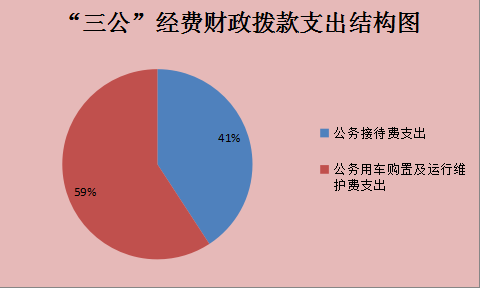 “三公”经费财政拨款支出结构图
41%
公务接待费支出
公务用车购置及运行维
护费支出
59%